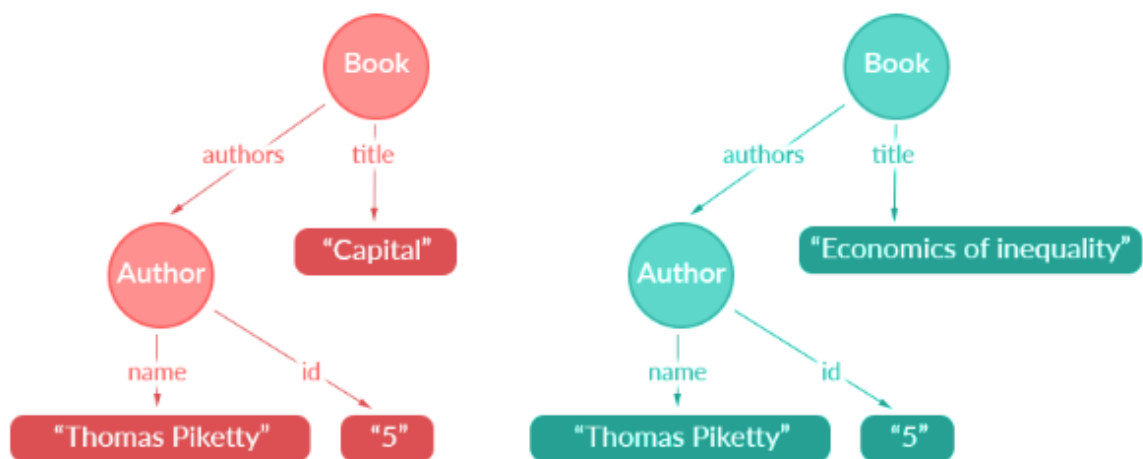 Book
authors
title
“Capital”
Author
name
id
“Thomas Piketty”
“5”
Book
authors
title
“Economics of inequality”
Author
name
id
“Thomas Piketty”
“5”